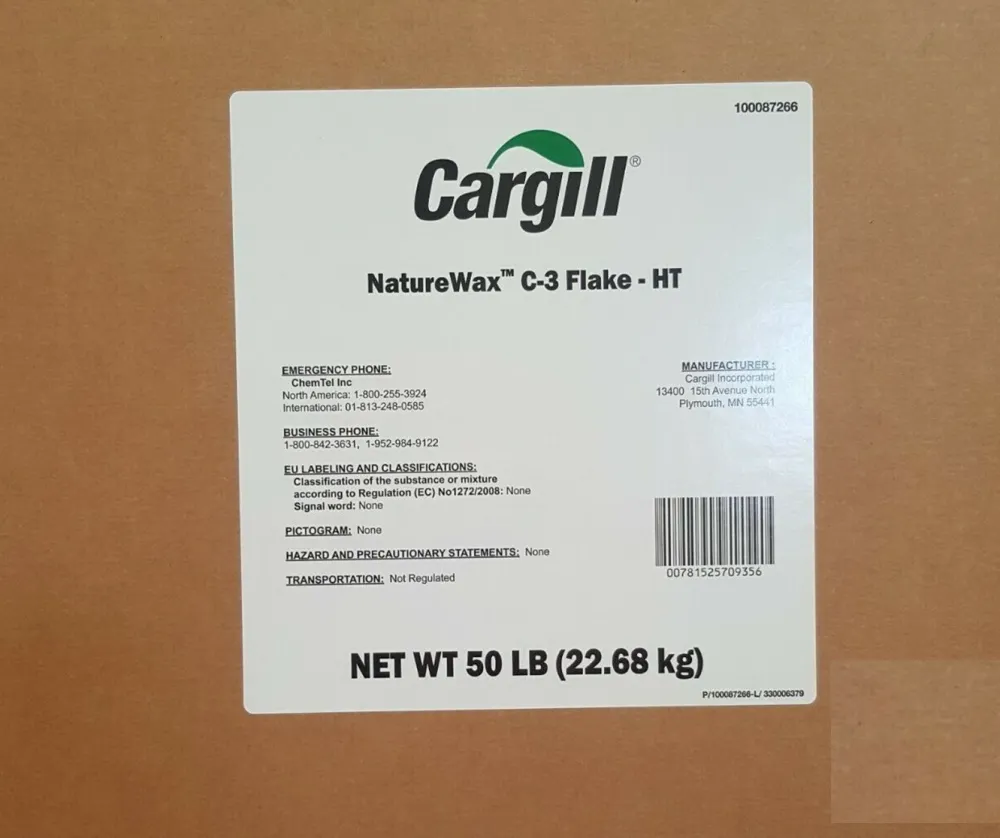 100087266
Cargill®
NatureWax™ C-3 Flake - HT
EMERGENCY PHONE:
ChemTel Inc
North America: 1-800-255-3924
International: 01-813-248-0585
MANUFACTURER :
Cargill Incorporated
13400 15th Avenue North
Plymouth, MN 55441
BUSINESS PHONE:
1-800-842-3631, 1-952-984-9122
EU LABELING AND CLASSIFICATIONS:
Classification of the substance or mixture
according to Regulation (EC) No1272/2008: None
Signal word: None
PICTOGRAM: None
HAZARD AND PRECAUTIONARY STATEMENTS: None
TRANSPORTATION: Not Regulated
00781525709356
NET WT 50 LB (22.68 kg)
P/100087266-L/ 330006379